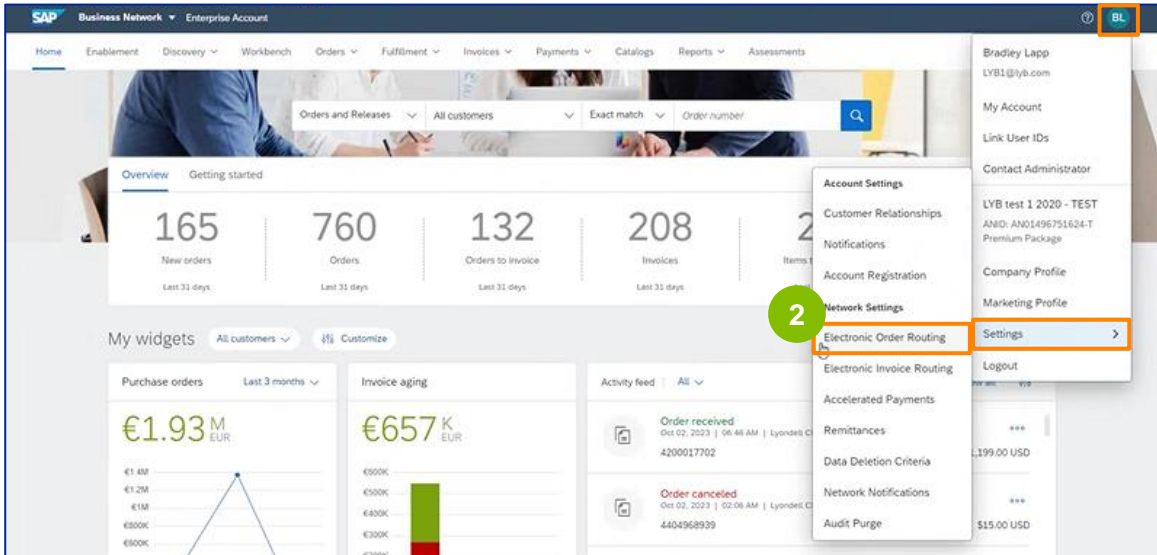 SAP Business Network Enterprise Account
BL
Home Enablement Discovery Workbench Orders Fulfillment Invoices Payments Catalogs Reports Assessments
Orders and Releases All customers Exact match Order number
Overview Getting started
165 760 132 208 2
New orders Orders Orders to invoice Invoices Items
Last 31 days Last 31 days Last 31 days Last 31 days
My widgets All customers Customize
Purchase orders Last 3 months
€1.93 M EUR
€1.4M
€1.2M
€1M
€800K
€600K
Invoice aging
€657 K EUR
€600K
€500K
€400K
€300K
Activity feed All
Order received
Oct 02, 2023 | 06:46 AM | Lyondell
4200017702
,199.00 USD
Order canceled
Oct 02, 2023 | 02:06 AM | Lyondell
4404968939
$15.00 USD
2
Account Settings
Customer Relationships
Notifications
Account Registration
Network Settings
Electronic Order Routing
Electronic Invoice Routing
Accelerated Payments
Remittances
Data Deletion Criteria
Network Notifications
Audit Purge
Bradley Lapp
LYB1@lyb.com
My Account
Link User IDs
Contact Administrator
LYB test 1 2020 - TEST
ANID: AN01496751624-T
Premium Package
Company Profile
Marketing Profile
Settings
Logout